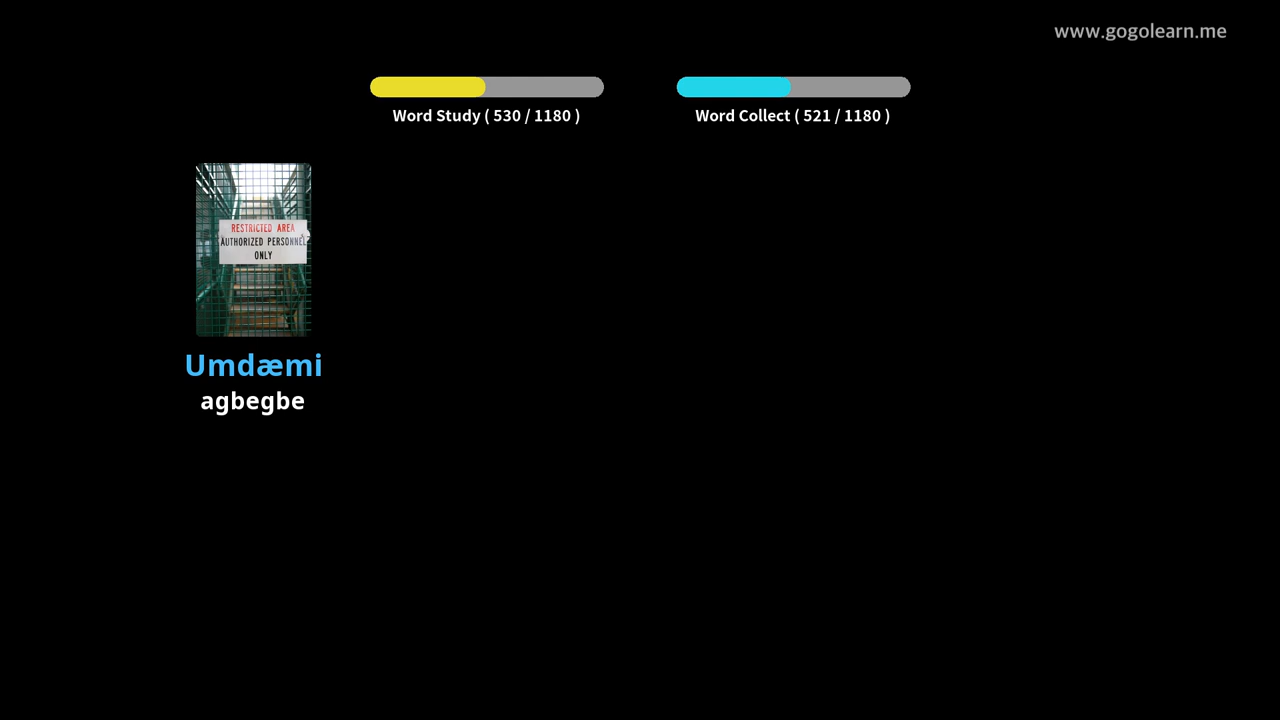 www.gogolearn.me
Word Study ( 530 / 1180 )
Word Collect ( 521 / 1180 )
RESTRICTED AREA
AUTHORIZED PERSONNEL
ONLY
Umdæmi
agbegbe